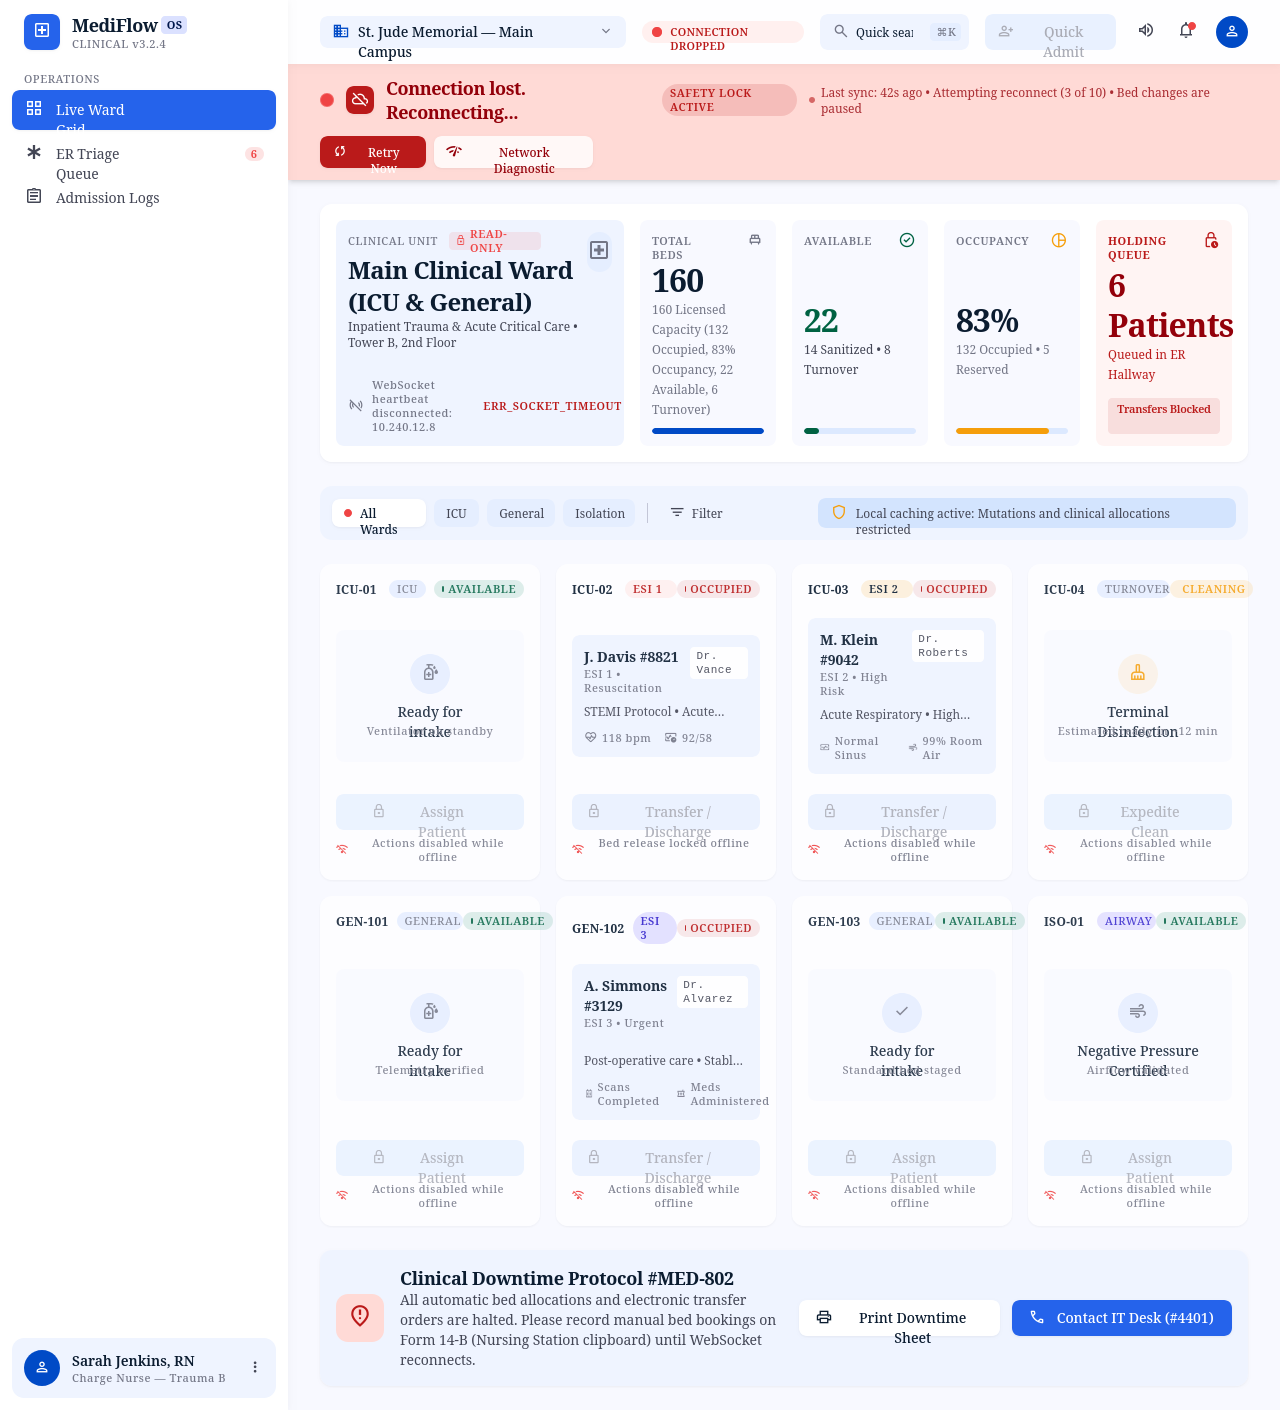 MediFlow OS
CLINICAL v3.2.4
OPERATIONS
Live Ward
Grid
ER Triage
Queue
6
Admission Logs
Sarah Jenkins, RN
Charge Nurse — Trauma B
St. Jude Memorial — Main
Campus
CONNECTION
DROPPED
⌘K
Quick
Admit
Connection lost.
Reconnecting...
SAFETY LOCK
ACTIVE
Last sync: 42s ago • Attempting reconnect (3 of 10) • Bed changes are
paused
Retry
Now
Network
Diagnostic
CLINICAL UNIT
READ-
ONLY
Main Clinical Ward
(ICU & General)
Inpatient Trauma & Acute Critical Care •
Tower B, 2nd Floor
WebSocket
heartbeat
disconnected:
10.240.12.8
ERR_SOCKET_TIMEOUT
TOTAL
BEDS
160
160 Licensed
Capacity (132
Occupied, 83%
Occupancy, 22
Available, 6
Turnover)
AVAILABLE
22
14 Sanitized • 8
Turnover
OCCUPANCY
83%
132 Occupied • 5
Reserved
HOLDING
QUEUE
6
Patients
Queued in ER
Hallway
Transfers Blocked
All
Wards
ICU
General
Isolation
Filter
Local caching active: Mutations and clinical allocations
restricted
ICU-01
ICU
AVAILABLE
Ready for
intake
standby
Assign
Patient
Actions disabled while
offline
ICU-02
ESI 1
OCCUPIED
J. Davis #8821
Dr.
Vance
ESI 1 •
Resuscitation
STEMI Protocol • Acute...
118 bpm
92/58
Transfer /
Discharge
Bed release locked offline
ICU-03
ESI 2
OCCUPIED
M. Klein
#9042
Dr.
Roberts
ESI 2 • High
Risk
Acute Respiratory • High...
Normal
Sinus
99% Room
Air
Transfer /
Discharge
Actions disabled while
offline
ICU-04
TURNOVER
CLEANING
Terminal
Disinfection
12 min
Expedite
Clean
Actions disabled while
offline
GEN-101
GENERAL
AVAILABLE
Ready for
intake
Assign
Patient
Actions disabled while
offline
GEN-102
ESI
3
OCCUPIED
A. Simmons
#3129
Dr.
Alvarez
ESI 3 • Urgent
Post-operative care • Stabl...
Scans
Completed
Meds
Administered
Transfer /
Discharge
Actions disabled while
offline
GEN-103
GENERAL
AVAILABLE
Ready for
intake
staged
Assign
Patient
Actions disabled while
offline
ISO-01
AIRWAY
AVAILABLE
Negative Pressure
Certified
Assign
Patient
Actions disabled while
offline
Clinical Downtime Protocol #MED-802
All automatic bed allocations and electronic transfer
orders are halted. Please record manual bed bookings on
Form 14-B (Nursing Station clipboard) until WebSocket
reconnects.
Print Downtime
Sheet
Contact IT Desk (#4401)